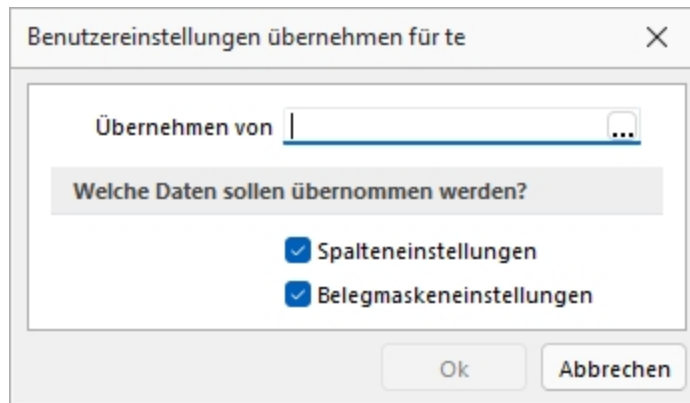 Benutzereinstellungen übernehmen für te
Übernehmen von
...
Welche Daten sollen übernommen werden?
Spalteneinstellungen
Belegmaskeneinstellungen
Ok Abbrechen